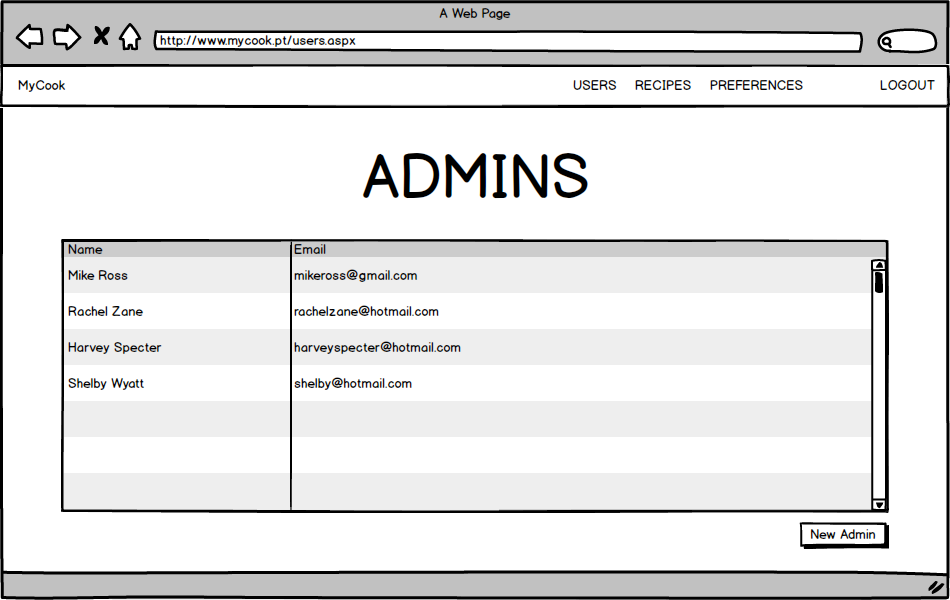 A Web Page
http://www.mycook.pt/users.aspx
MyCook USERS RECIPES PREFERENCES LOGOUT
ADMINS
Name Email
Mike Ross mikeross@gmail.com
Rachel Zane rachelzane@hotmail.com
Harvey Specter harveyspecter@hotmail.com
Shelby Wyatt shelby@hotmail.com
New Admin